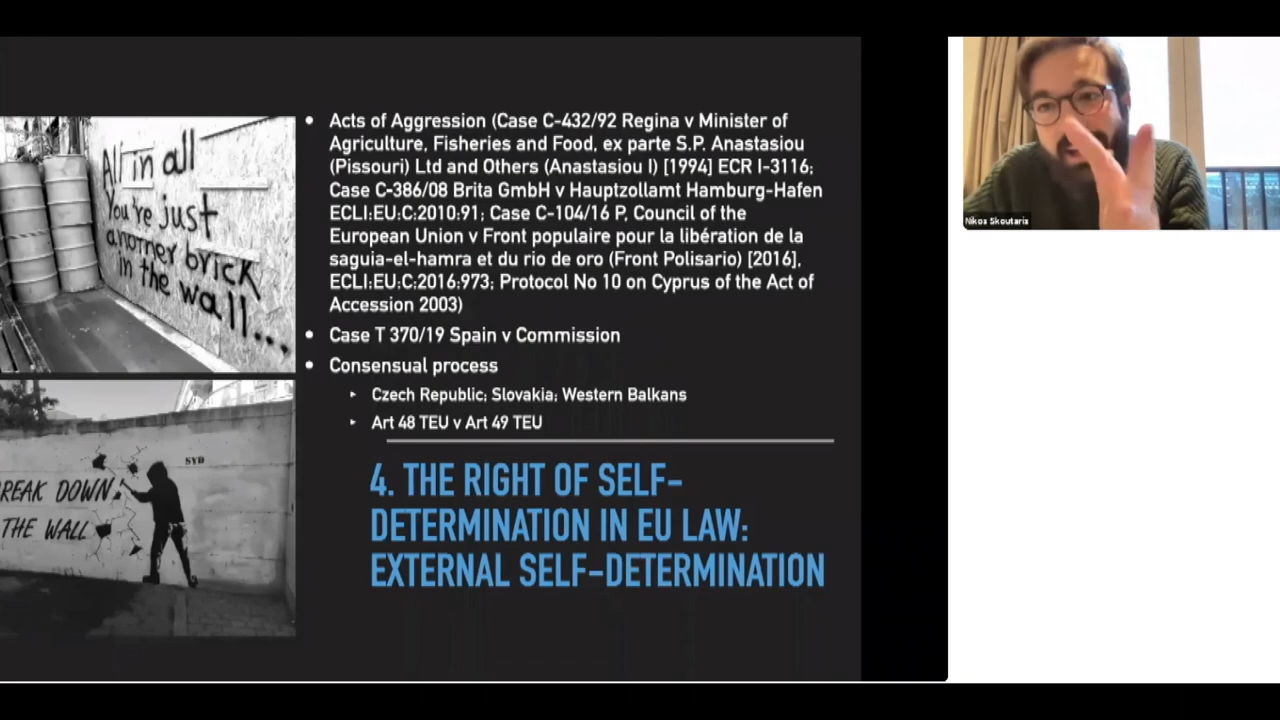 All in all
You're just
another brick
in the wall...
SYD
REAK DOWN
THE WALL
Acts of Aggression (Case C-432/92 Regina v Minister of
Agriculture, Fisheries and Food, ex parte S.P. Anastasiou
(Pissouri) Ltd and Others (Anastasiou I) [1994] ECR I-3116;
Case C-386/08 Brita GmbH v Hauptzollamt Hamburg-Hafen
ECLI:EU:C:2010:91; Case C-104/16 P, Council of the
European Union v Front populaire pour la libération de la
saguia-el-hamra et du rio de oro (Front Polisario) [2016],
ECLI:EU:C:2016:973; Protocol No 10 on Cyprus of the Act of
Accession 2003)
Case T 370/19 Spain v Commission
Consensual process
Czech Republic; Slovakia; Western Balkans
Art 48 TEU v Art 49 TEU
4. THE RIGHT OF SELF-
DETERMINATION IN EU LAW:
EXTERNAL SELF-DETERMINATION
Nikos Skoutaris